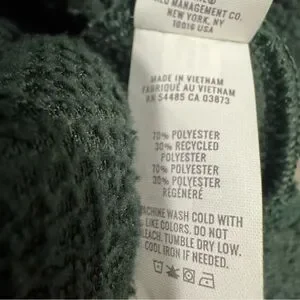 MANAGEMENT CO.
NEW YORK, NY
10016 USA
MADE IN VIETNAM
FABRIQUÉ AU VIETNAM
RN 54485 CA 03873
70% POLYESTER
30% RECYCLED
POLYESTER
70% POLYESTER
30% POLYESTER
RÉGÉNÉRÉ
MACHINE WASH COLD WITH
LIKE COLORS. DO NOT
BLEACH. TUMBLE DRY LOW.
COOL IRON IF NEEDED.